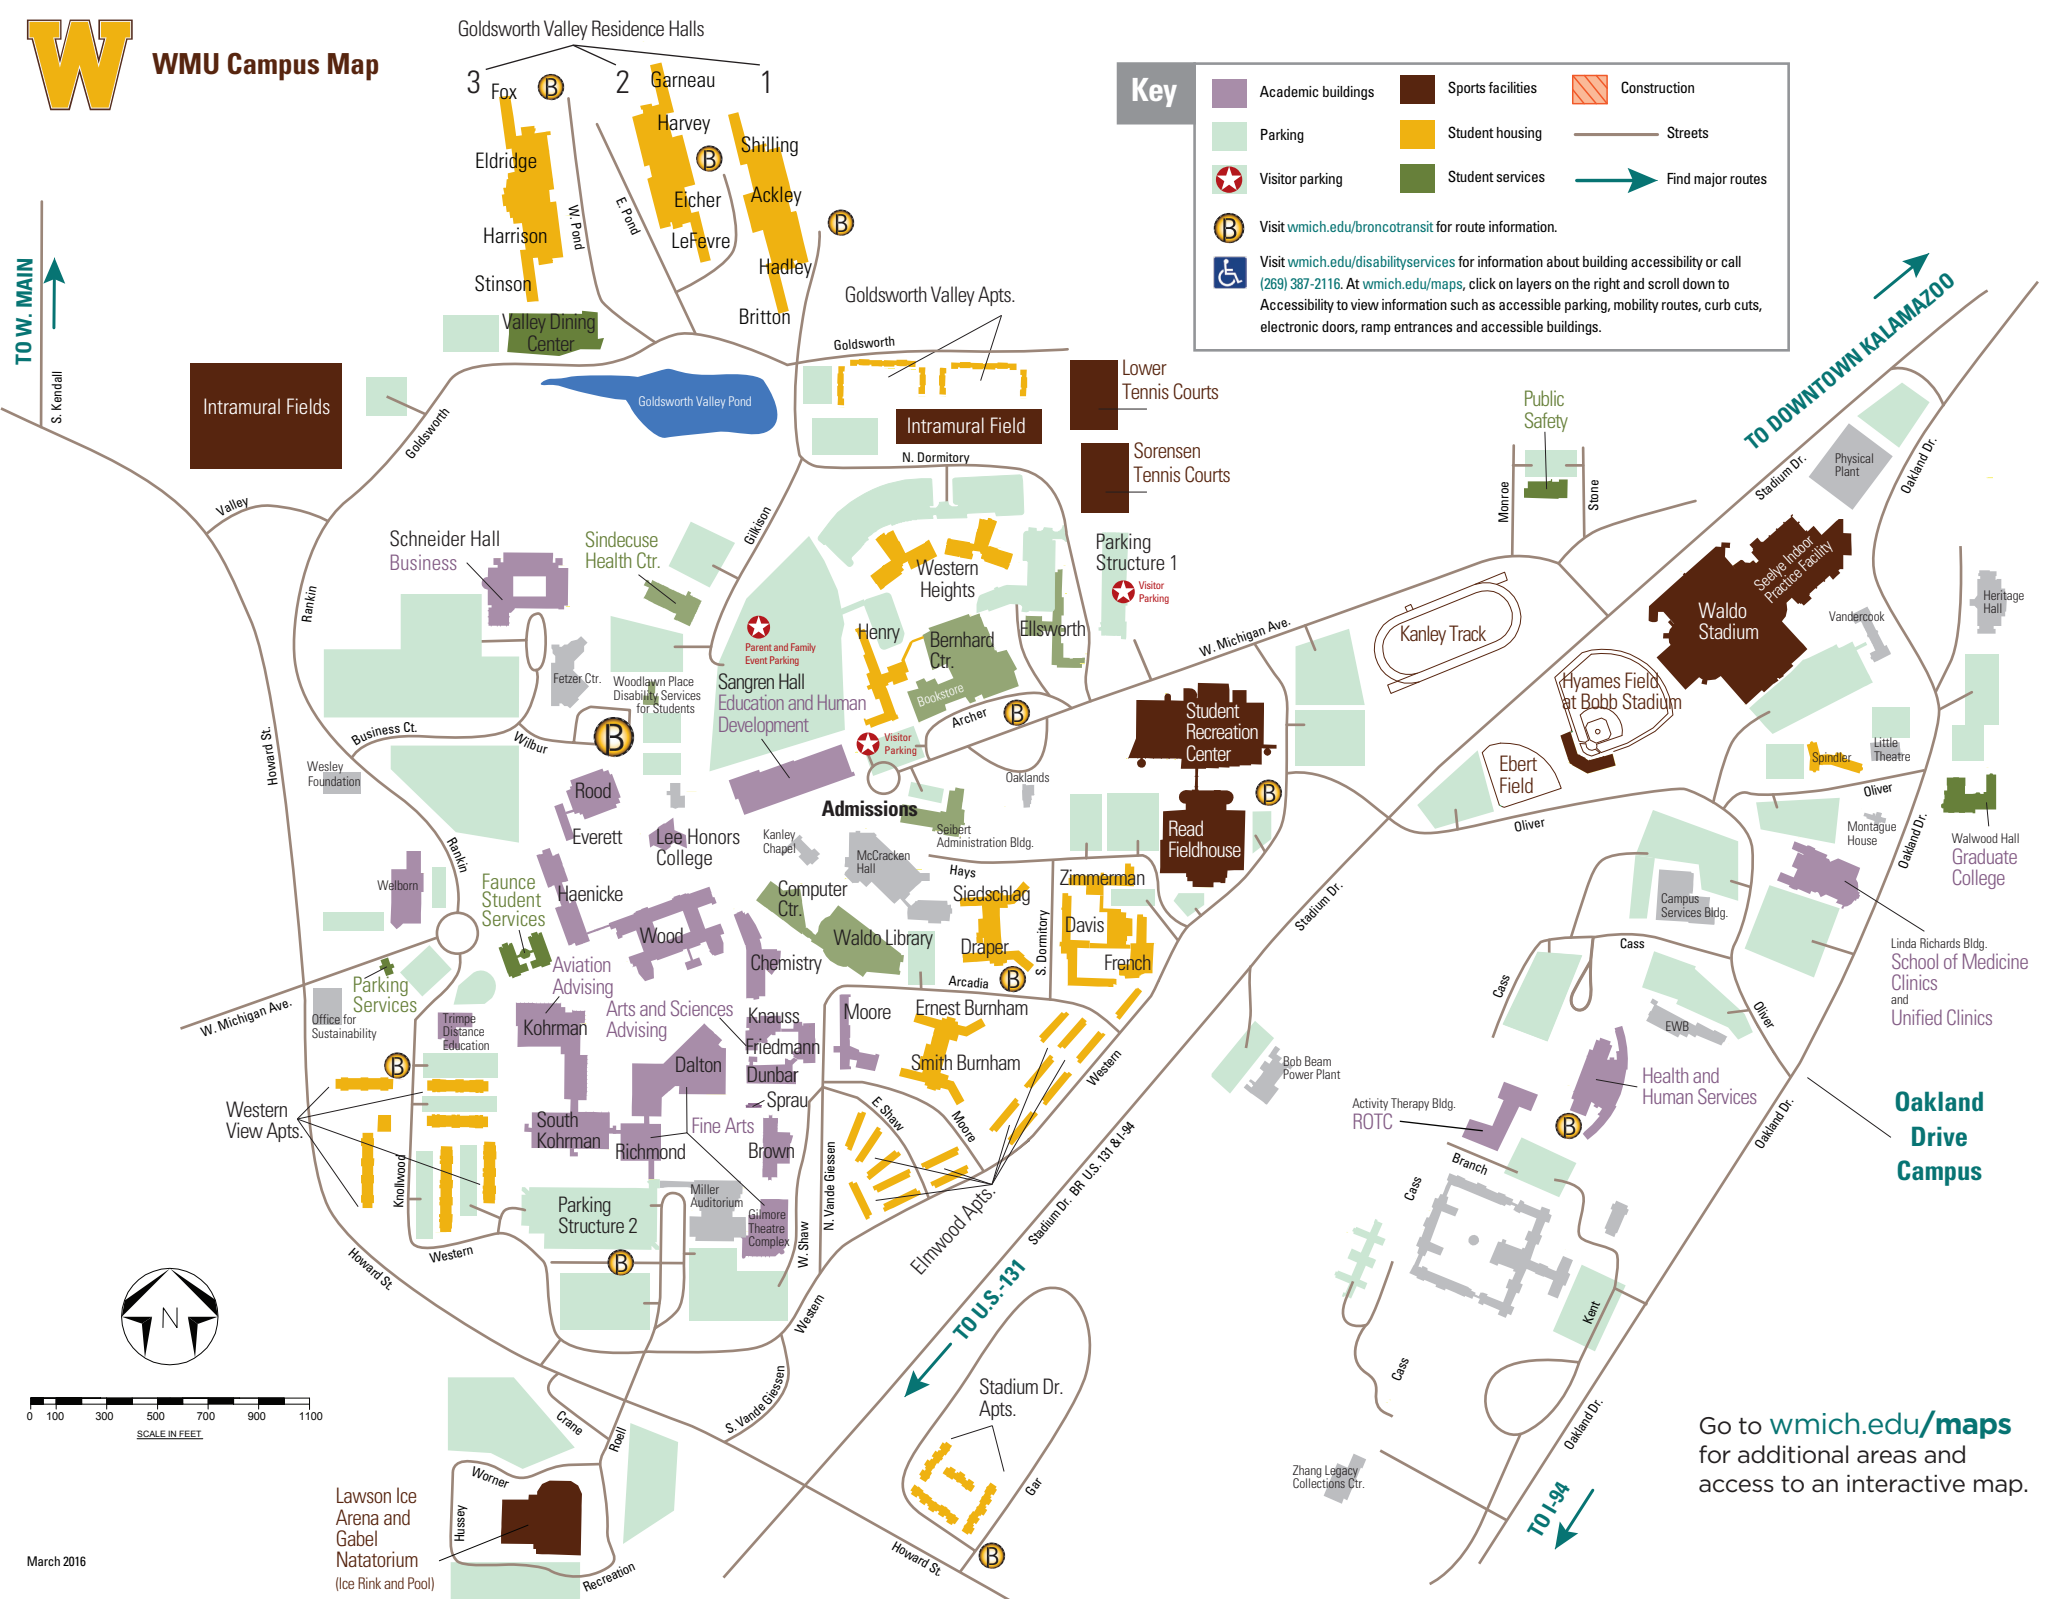 W
WMU Campus Map
Goldsworth Valley Residence Halls
3
2
1
Fox
B
Garneau
Harvey
Shilling
Eldridge
B
Ackley
Eicher
Harrison
W. Pond
E. Pond
LeFevre
B
Hadley
Stinson
Britton
Valley Dining
Center
Goldsworth Valley Apts.
Goldsworth
Key
Academic buildings
Sports facilities
Construction
Parking
Student housing
Streets
Visitor parking
Student services
Find major routes
B
Visit wmich.edu/broncotransit for route information.
Visit wmich.edu/disabilityservices for information about building accessibility or call
(269) 387-2116. At wmich.edu/maps, click on layers on the right and scroll down to
Accessibility to view information such as accessible parking, mobility routes, curb cuts,
electronic doors, ramp entrances and accessible buildings.
TO W. MAIN
S. Kendall
Intramural Fields
Goldsworth
Goldsworth Valley Pond
Intramural Field
Lower
Tennis Courts
Sorensen
Tennis Courts
N. Dormitory
Public
Safety
Monroe
Stone
TO DOWNTOWN KALAMAZOO
Stadium Dr.
Physical
Plant
Oakland Dr.
Valley
Rankin
Schneider Hall
Business
Sindecuse
Health Ctr.
Gilkison
Western
Heights
Parking
Structure 1
Visitor
Parking
Henry
Bernhard
Ctr.
Bookstore
Ellsworth
Parent and Family
Event Parking
Sangren Hall
Education and Human
Development
Fetzer Ctr.
Woodlawn Place
Disability Services
for Students
W. Michigan Ave.
Kanley Track
Waldo
Stadium
Seelye Indoor
Practice Facility
Vandercook
Heritage
Hall
Hyames Field
at Bobb Stadium
Howard St.
Business Ct.
Wilbur
B
Visitor
Parking
Archer
B
Student
Recreation
Center
Ebert
Field
Spindler
Little
Theatre
Wesley
Foundation
Rood
Oaklands
B
Admissions
Everett
Lee Honors
College
Kanley
Chapel
Seibert
Administration Bldg.
McCracken
Hall
Read
Fieldhouse
Oliver
Oliver
Montague
House
Oakland Dr.
Walwood Hall
Graduate
College
Rankin
Welborn
Faunce
Student
Services
Haenicke
Computer
Ctr.
Hays
Siedschlag
Zimmerman
Stadium Dr.
Campus
Services Bldg.
Wood
Waldo Library
Draper
S. Dormitory
Davis
French
Cass
Linda Richards Bldg.
School of Medicine
Clinics
and
Unified Clinics
Chemistry
Aviation
Advising
Parking
Services
Arcadia
B
Cass
Oliver
W. Michigan Ave.
Office for
Sustainability
Trimpe
Distance
Education
Kohrman
Arts and Sciences
Advising
Knauss
Moore
Ernest Burnham
EWB
Friedmann
Dalton
Smith Burnham
Western
Bob Beam
Power Plant
B
Dunbar
Health and
Human Services
Western
View Apts.
Sprau
E. Shaw
Moore
Activity Therapy Bldg.
ROTC
B
Oakland
Drive
Campus
South
Kohrman
Fine Arts
Richmond
Brown
Oakland Dr.
Knollwood
N. Vande Giessen
Branch
Parking
Structure 2
Miller
Auditorium
Gilmore
Theatre
Complex
W. Shaw
Elmwood Apts.
Stadium Dr. BR U.S. 131 & I-94
Cass
Western
B
Howard St.
N
Western
TO U.S.-131
Kent
0 100 300 500 700 900 1100
SCALE IN FEET
S. Vande Giessen
Stadium Dr.
Apts.
Cass
Crane
Roell
Oakland Dr.
Go to wmich.edu/maps
for additional areas and
access to an interactive map.
Worner
Hussey
Lawson Ice
Arena and
Gabel
Natatorium
(Ice Rink and Pool)
Gar
Zhang Legacy
Collections Ctr.
TO I-94
B
Howard St.
Recreation
March 2016